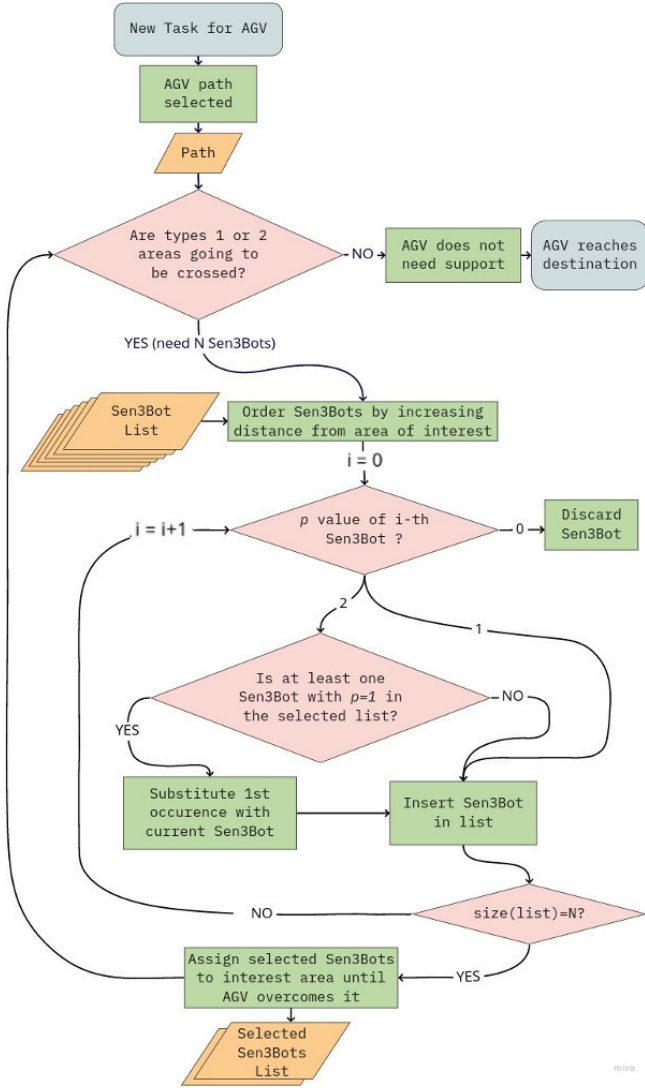 New Task for AGV
AGV path
selected
Path
Are types 1 or 2
areas going to
be crossed?
NO
AGV does not
need support
AGV reaches
destination
YES (need N Sen3Bots)
Sen3Bot
List
Order Sen3Bots by increasing
distance from area of interest
i = 0
i = i+1
p value of i-th
Sen3Bot ?
0
Discard
Sen3Bot
2
1
Is at least one
Sen3Bot with p=1 in
the selected list?
YES
NO
Substitute 1st
occurence with
current Sen3Bot
Insert Sen3Bot
in list
size(list)=N?
NO
YES
Assign selected Sen3Bots
to interest area until
AGV overcomes it
Selected
Sen3Bots
List
miro